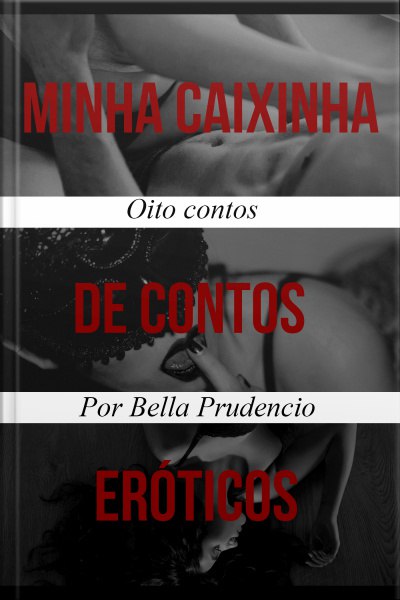 MINHA CAIXINHA
Oito contos
DE CONTOS
Por Bella Prudencio
ERÓTICOS